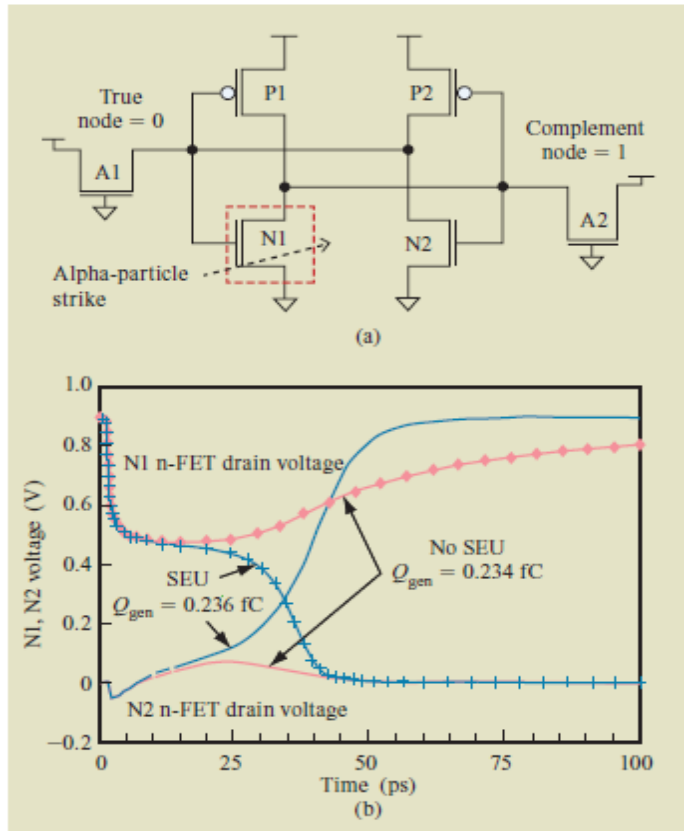 P1
P2
True
node = 0
Complement
node = 1
A1
A2
N1
N2
Alpha-particle
strike
(a)
1.0
0.8
0.6
0.4
0.2
0
−0.2
N1, N2 voltage (V)
N1 n-FET drain voltage
No SEU
Qgen = 0.234 fC
SEU
Qgen = 0.236 fC
N2 n-FET drain voltage
0
25
50
75
100
Time (ps)
(b)